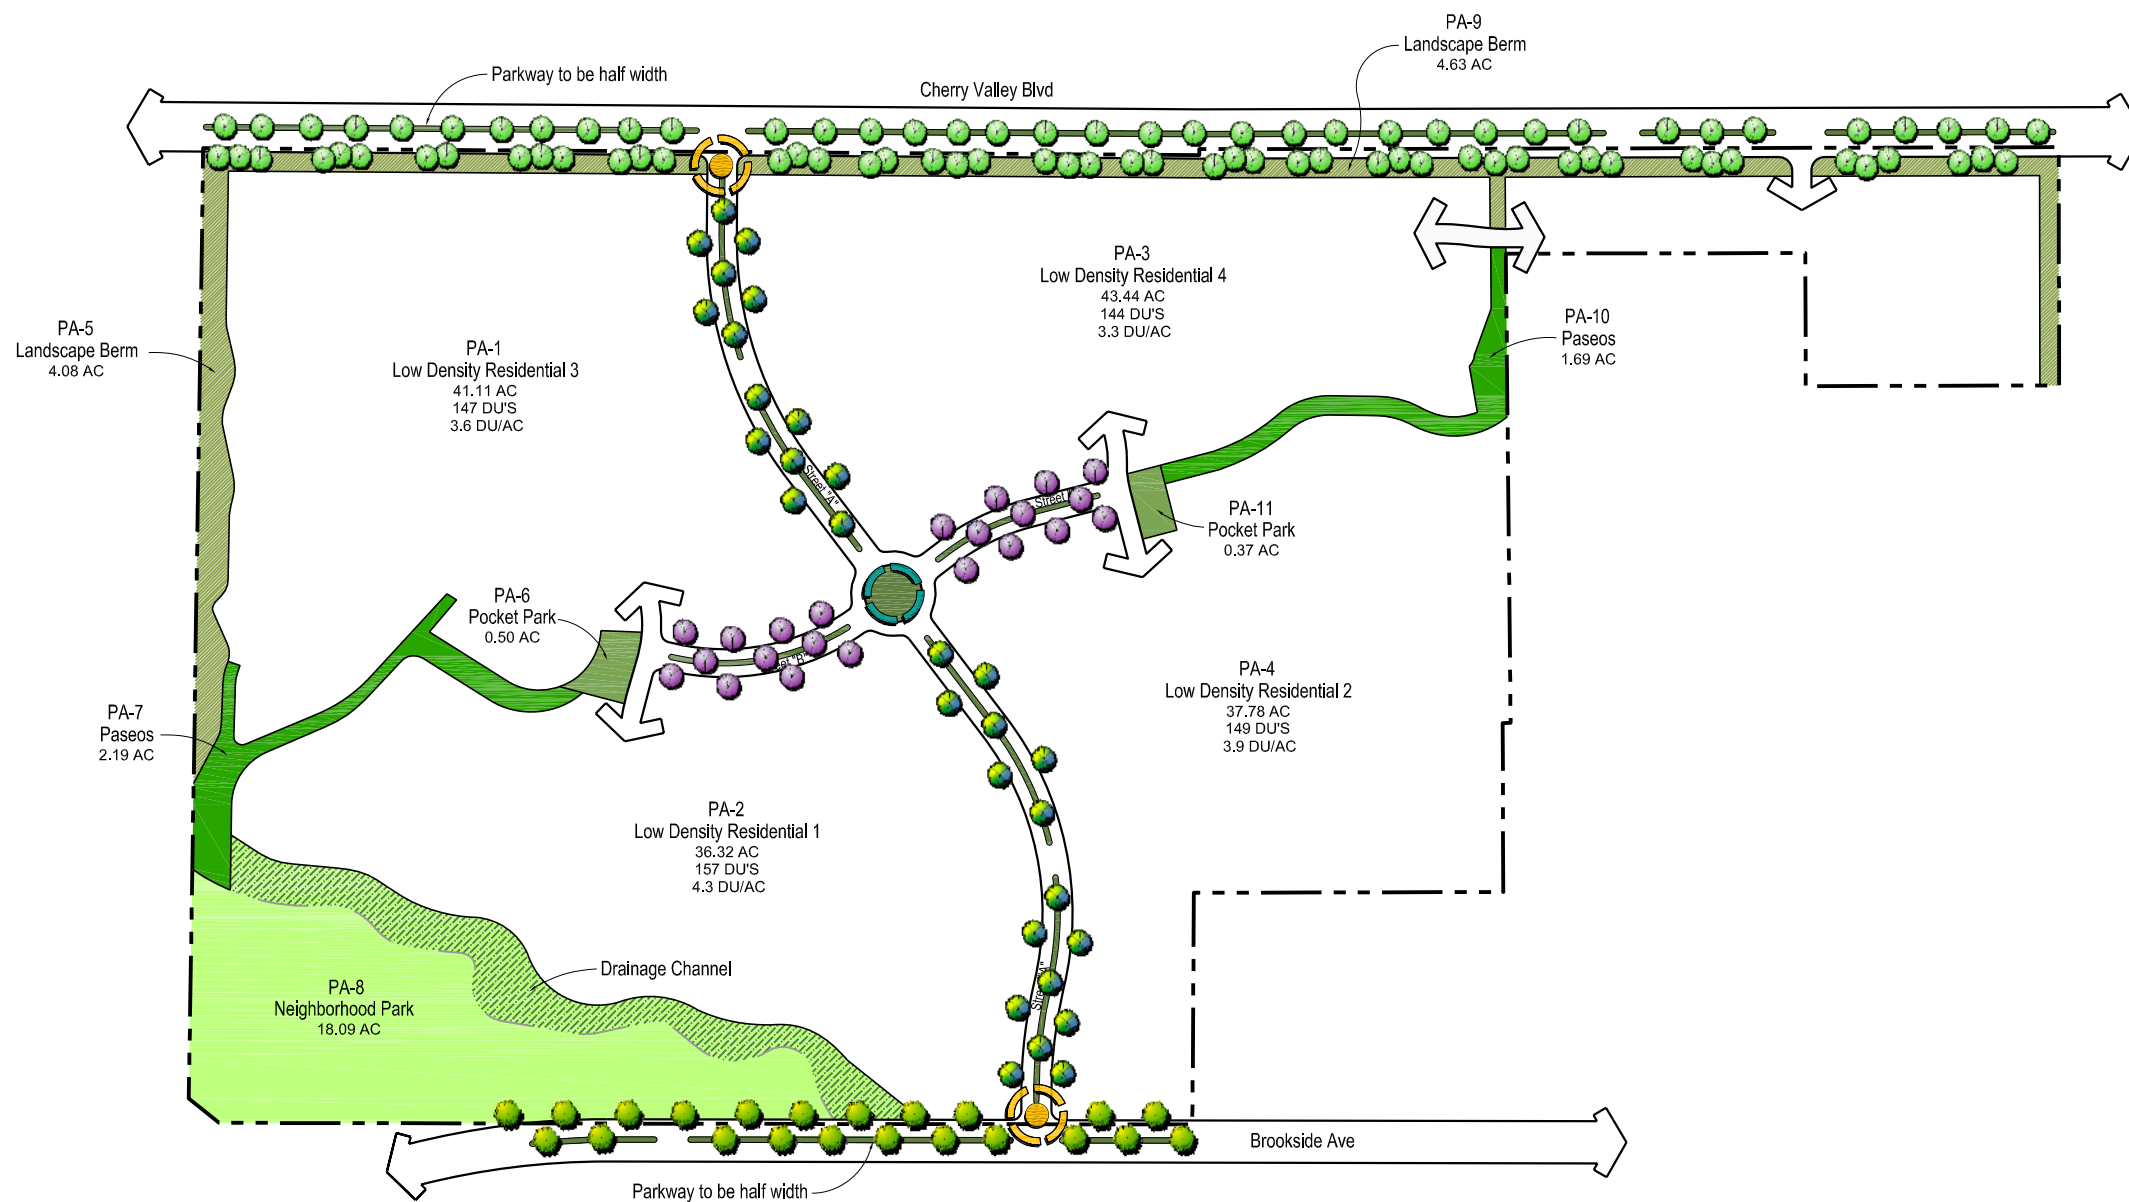 PA-9
Landscape Berm
4.63 AC
Parkway to be half width
Cherry Valley Blvd
PA-3
Low Density Residential 4
43.44 AC
144 DU'S
3.3 DU/AC
PA-5
Landscape Berm
4.08 AC
PA-1
Low Density Residential 3
41.11 AC
147 DU'S
3.6 DU/AC
PA-10
Paseos
1.69 AC
Street "A"
Street
PA-11
Pocket Park
0.37 AC
PA-6
Pocket Park
0.50 AC
"B"
PA-4
Low Density Residential 2
37.78 AC
149 DU'S
3.9 DU/AC
PA-7
Paseos
2.19 AC
PA-2
Low Density Residential 1
36.32 AC
157 DU'S
4.3 DU/AC
Drainage Channel
PA-8
Neighborhood Park
18.09 AC
Street "A"
Brookside Ave
Parkway to be half width